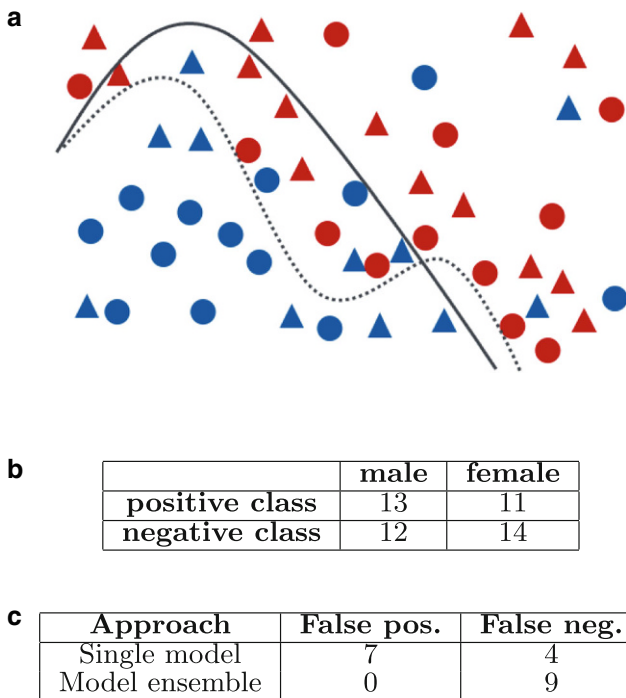 a
b
male female
positive class 13 11
negative class 12 14
c
Approach False pos. False neg.
Single model 7 4
Model ensemble 0 9